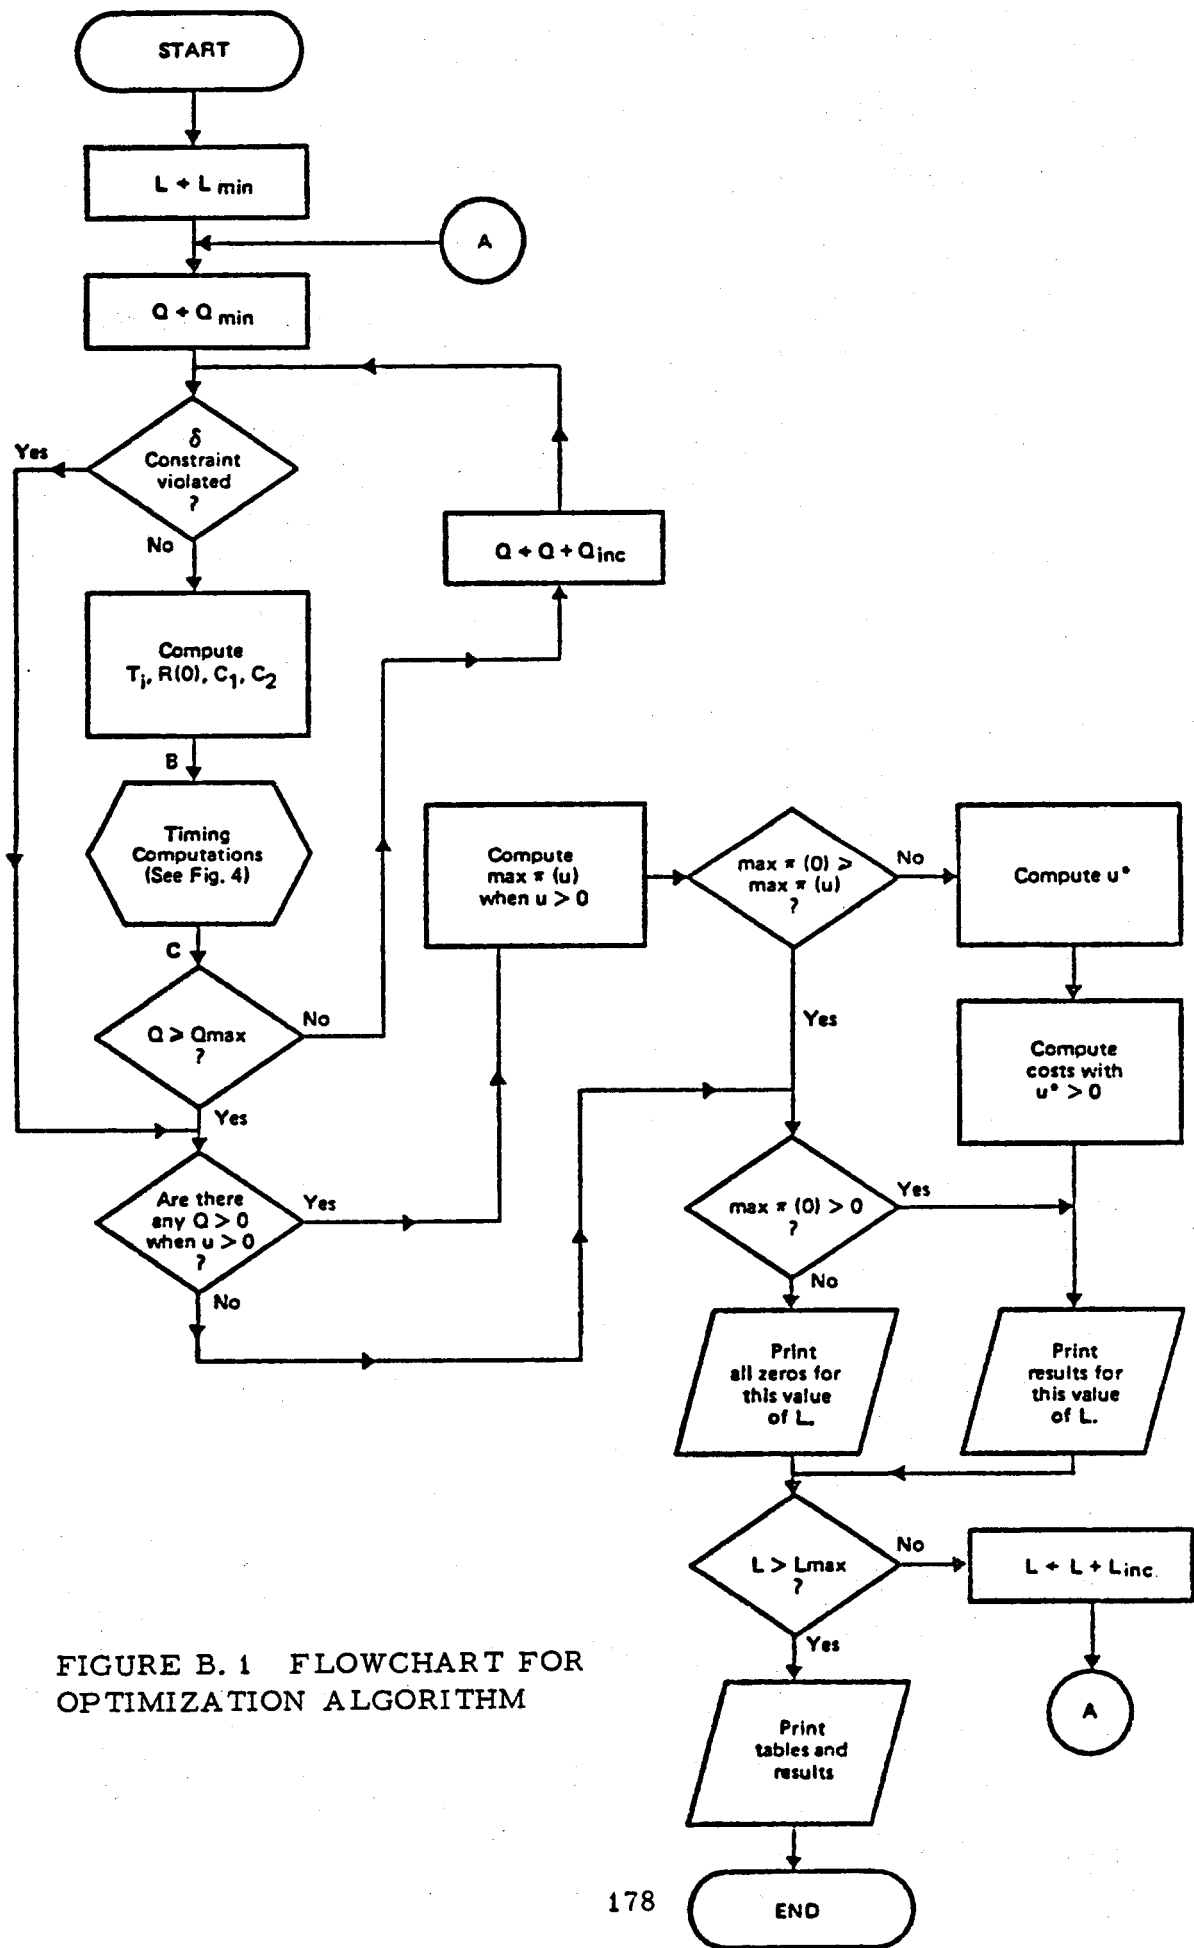 START
L ← L min
A
Q ← Q min
δ
Constraint
violated
?
Yes
No
Q ← Q + Q inc
Compute
Ti, R(0), C1, C2
B
Timing
Computations
(See Fig. 4)
C
Q ≥ Qmax
?
No
Yes
Are there
any Q > 0
when u > 0
?
Yes
No
Compute
max π (u)
when u > 0
max π (0) ≥
max π (u)
?
No
Yes
Compute u*
Compute
costs with
u* > 0
max π (0) > 0
?
Yes
No
Print
all zeros for
this value
of L.
Print
results for
this value
of L.
L > Lmax
?
No
Yes
L ← L + Linc.
A
Print
tables and
results
END
FIGURE B. 1 FLOWCHART FOR
OPTIMIZATION ALGORITHM
178